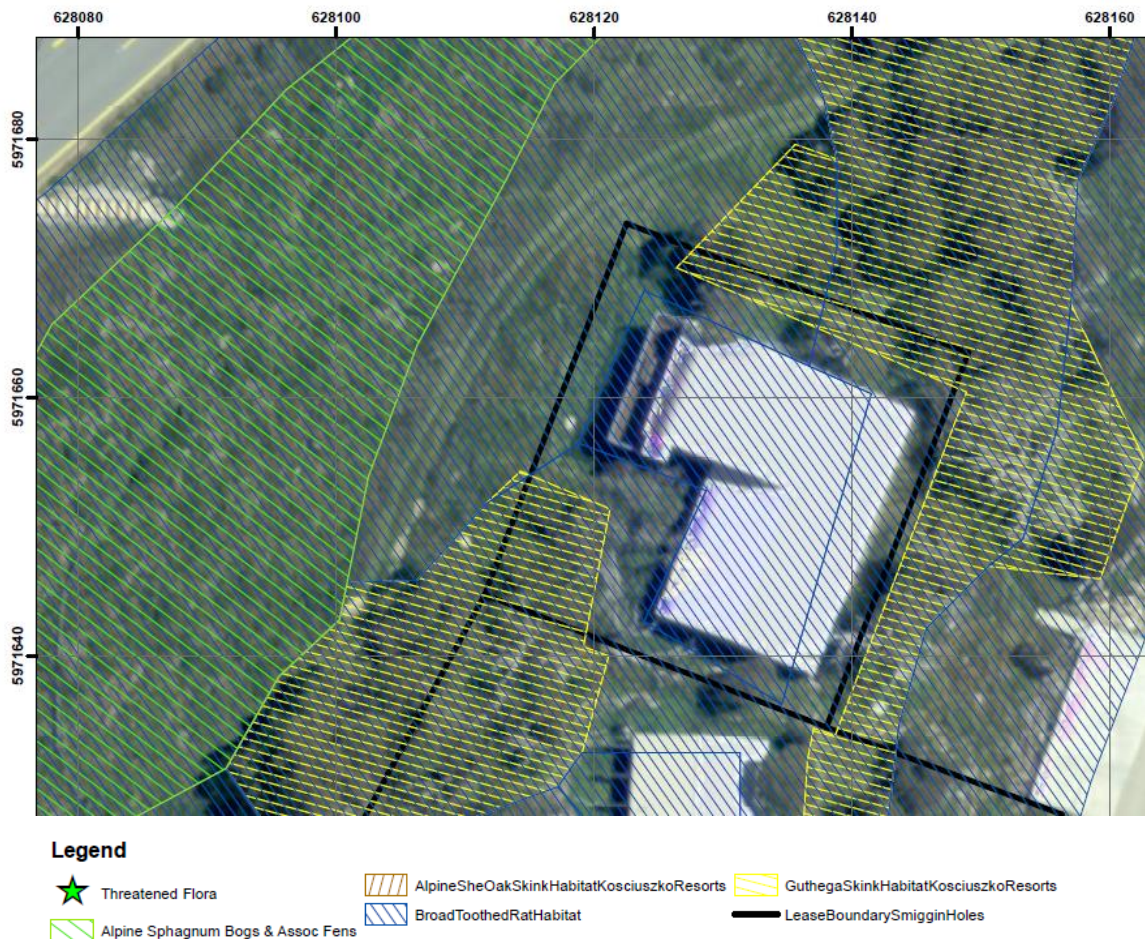 628080 628100 628120 628140 628160
5971680
5971660
5971640
Legend
Threatened Flora
Alpine Sphagnum Bogs & Assoc Fens
AlpineSheOakSkinkHabitatKosciuszkoResorts
BroadToothedRatHabitat
GuthegaSkinkHabitatKosciuszkoResorts
LeaseBoundarySmigginHoles